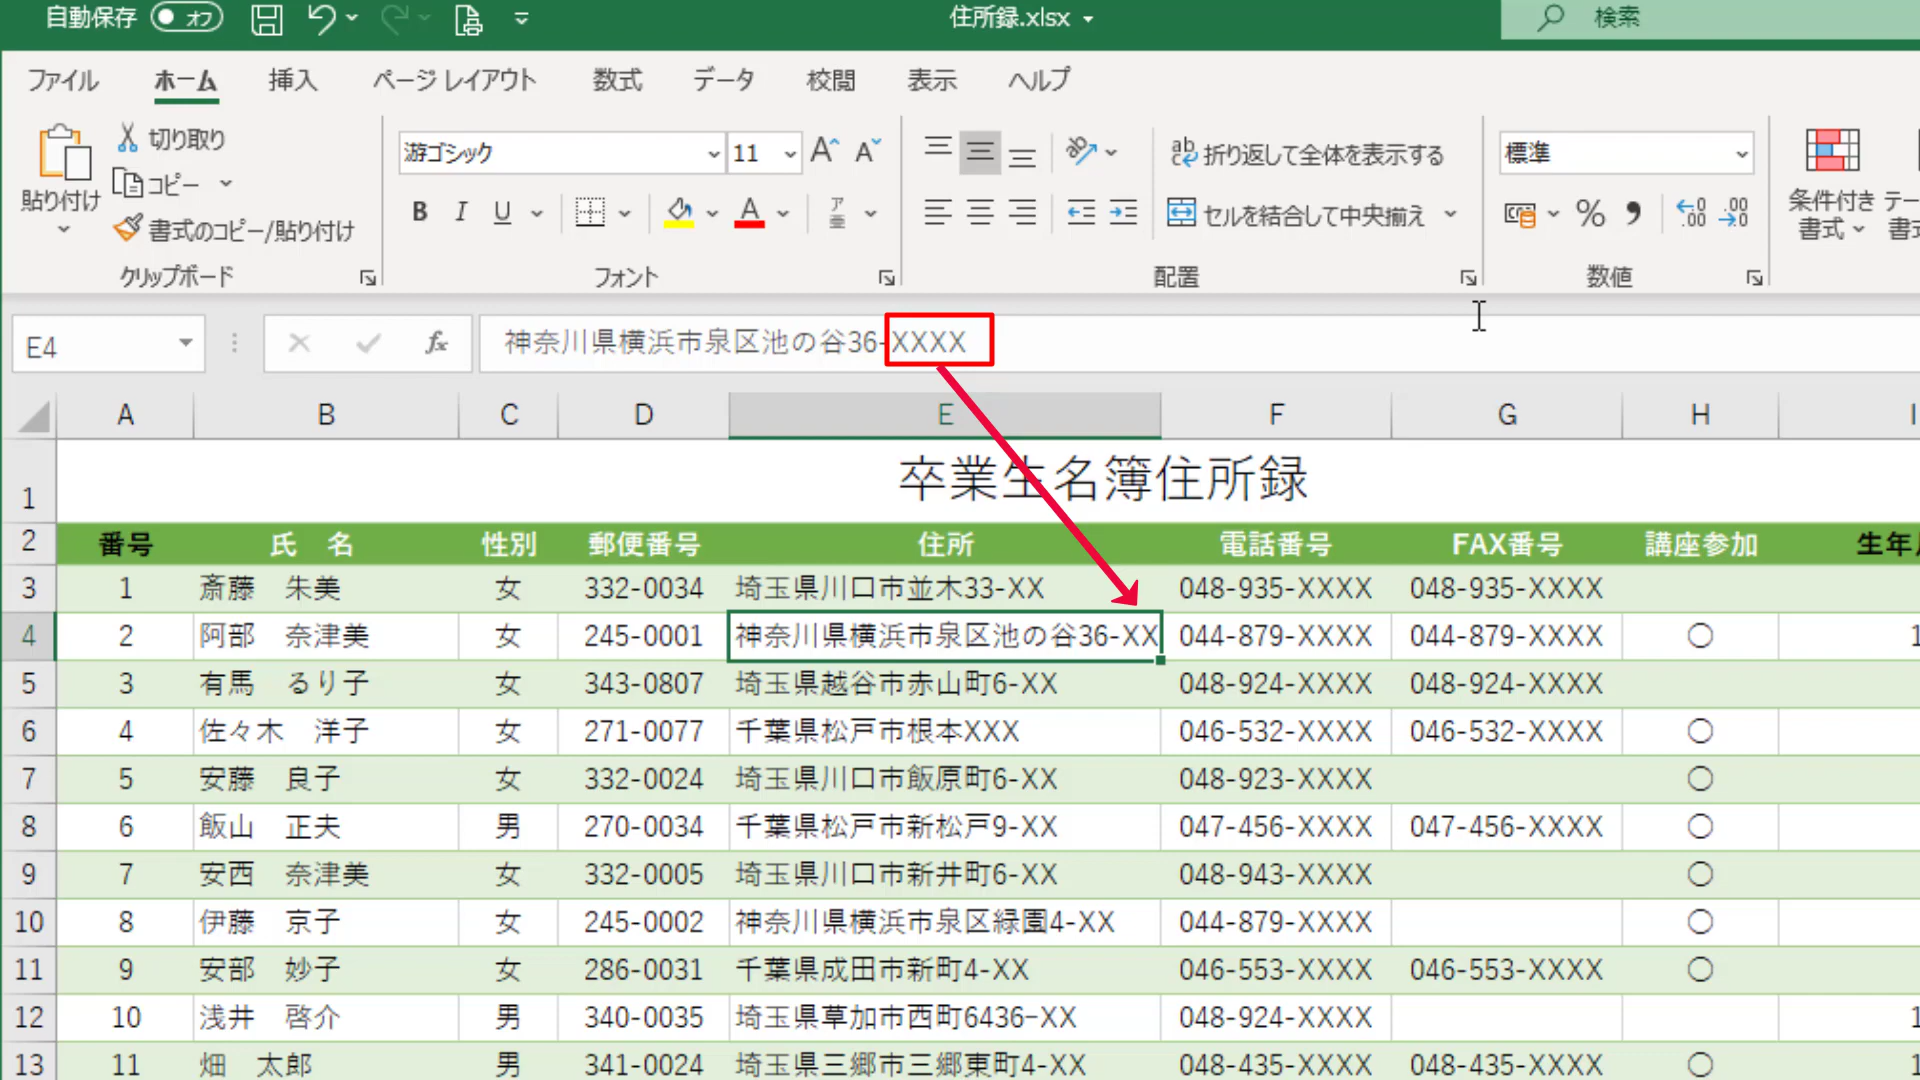 自動保存 オフ 住所録.xlsx 検索
ファイル ホーム 挿入 ページ レイアウト 数式 データ 校閲 表示 ヘルプ
貼り付け 切り取り コピー 書式のコピー/貼り付け クリップボード
游ゴシック 11 B I U フォント
折り返して全体を表示する セルを結合して中央揃え 配置
標準 % 数値
条件付き書式
E4 fx 神奈川県横浜市泉区池の谷36-XXXX
A B C D E F G H I
1 卒業生名簿住所録
2 番号 氏 名 性別 郵便番号 住所 電話番号 FAX番号 講座参加 生年
3 1 斎藤 朱美 女 332-0034 埼玉県川口市並木33-XX 048-935-XXXX 048-935-XXXX
4 2 阿部 奈津美 女 245-0001 神奈川県横浜市泉区池の谷36-XX 044-879-XXXX 044-879-XXXX 〇 1
5 3 有馬 るり子 女 343-0807 埼玉県越谷市赤山町6-XX 048-924-XXXX 048-924-XXXX
6 4 佐々木 洋子 女 271-0077 千葉県松戸市根本XXX 046-532-XXXX 046-532-XXXX 〇
7 5 安藤 良子 女 332-0024 埼玉県川口市飯原町6-XX 048-923-XXXX 〇
8 6 飯山 正夫 男 270-0034 千葉県松戸市新松戸9-XX 047-456-XXXX 047-456-XXXX 〇
9 7 安西 奈津美 女 332-0005 埼玉県川口市新井町6-XX 048-943-XXXX 〇
10 8 伊藤 京子 女 245-0002 神奈川県横浜市泉区緑園4-XX 044-879-XXXX 〇
11 9 安部 妙子 女 286-0031 千葉県成田市新町4-XX 046-553-XXXX 046-553-XXXX 〇
12 10 浅井 啓介 男 340-0035 埼玉県草加市西町6436-XX 048-924-XXXX 1
13 11 畑 太郎 男 341-0024 埼玉県三郷市三郷東町4-XX 048-435-XXXX 048-435-XXXX 〇 1